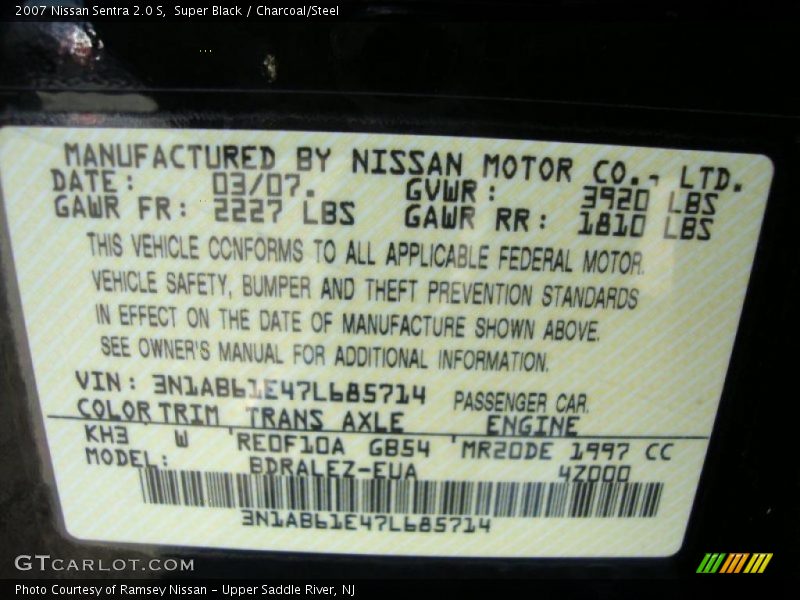 2007 Nissan Sentra 2.0 S,  Super Black / Charcoal/Steel
MANUFACTURED BY NISSAN MOTOR CO., LTD.
DATE: 03/07. GVWR: 3920 LBS
GAWR FR: 2227 LBS GAWR RR: 1810 LBS
THIS VEHICLE CONFORMS TO ALL APPLICABLE FEDERAL MOTOR.
VEHICLE SAFETY, BUMPER AND THEFT PREVENTION STANDARDS
IN EFFECT ON THE DATE OF MANUFACTURE SHOWN ABOVE.
SEE OWNER'S MANUAL FOR ADDITIONAL INFORMATION.
VIN: 3N1AB61E47L685714 PASSENGER CAR.
COLOR TRIM TRANS AXLE ENGINE
KH3 W RE0F10A GB54 MR20DE 1997 CC
MODEL: BDRALEZ-EUA 4Z000
3N1AB61E47L685714
GTCARCOT.COM
Photo Courtesy of Ramsey Nissan - Upper Saddle River, NJ